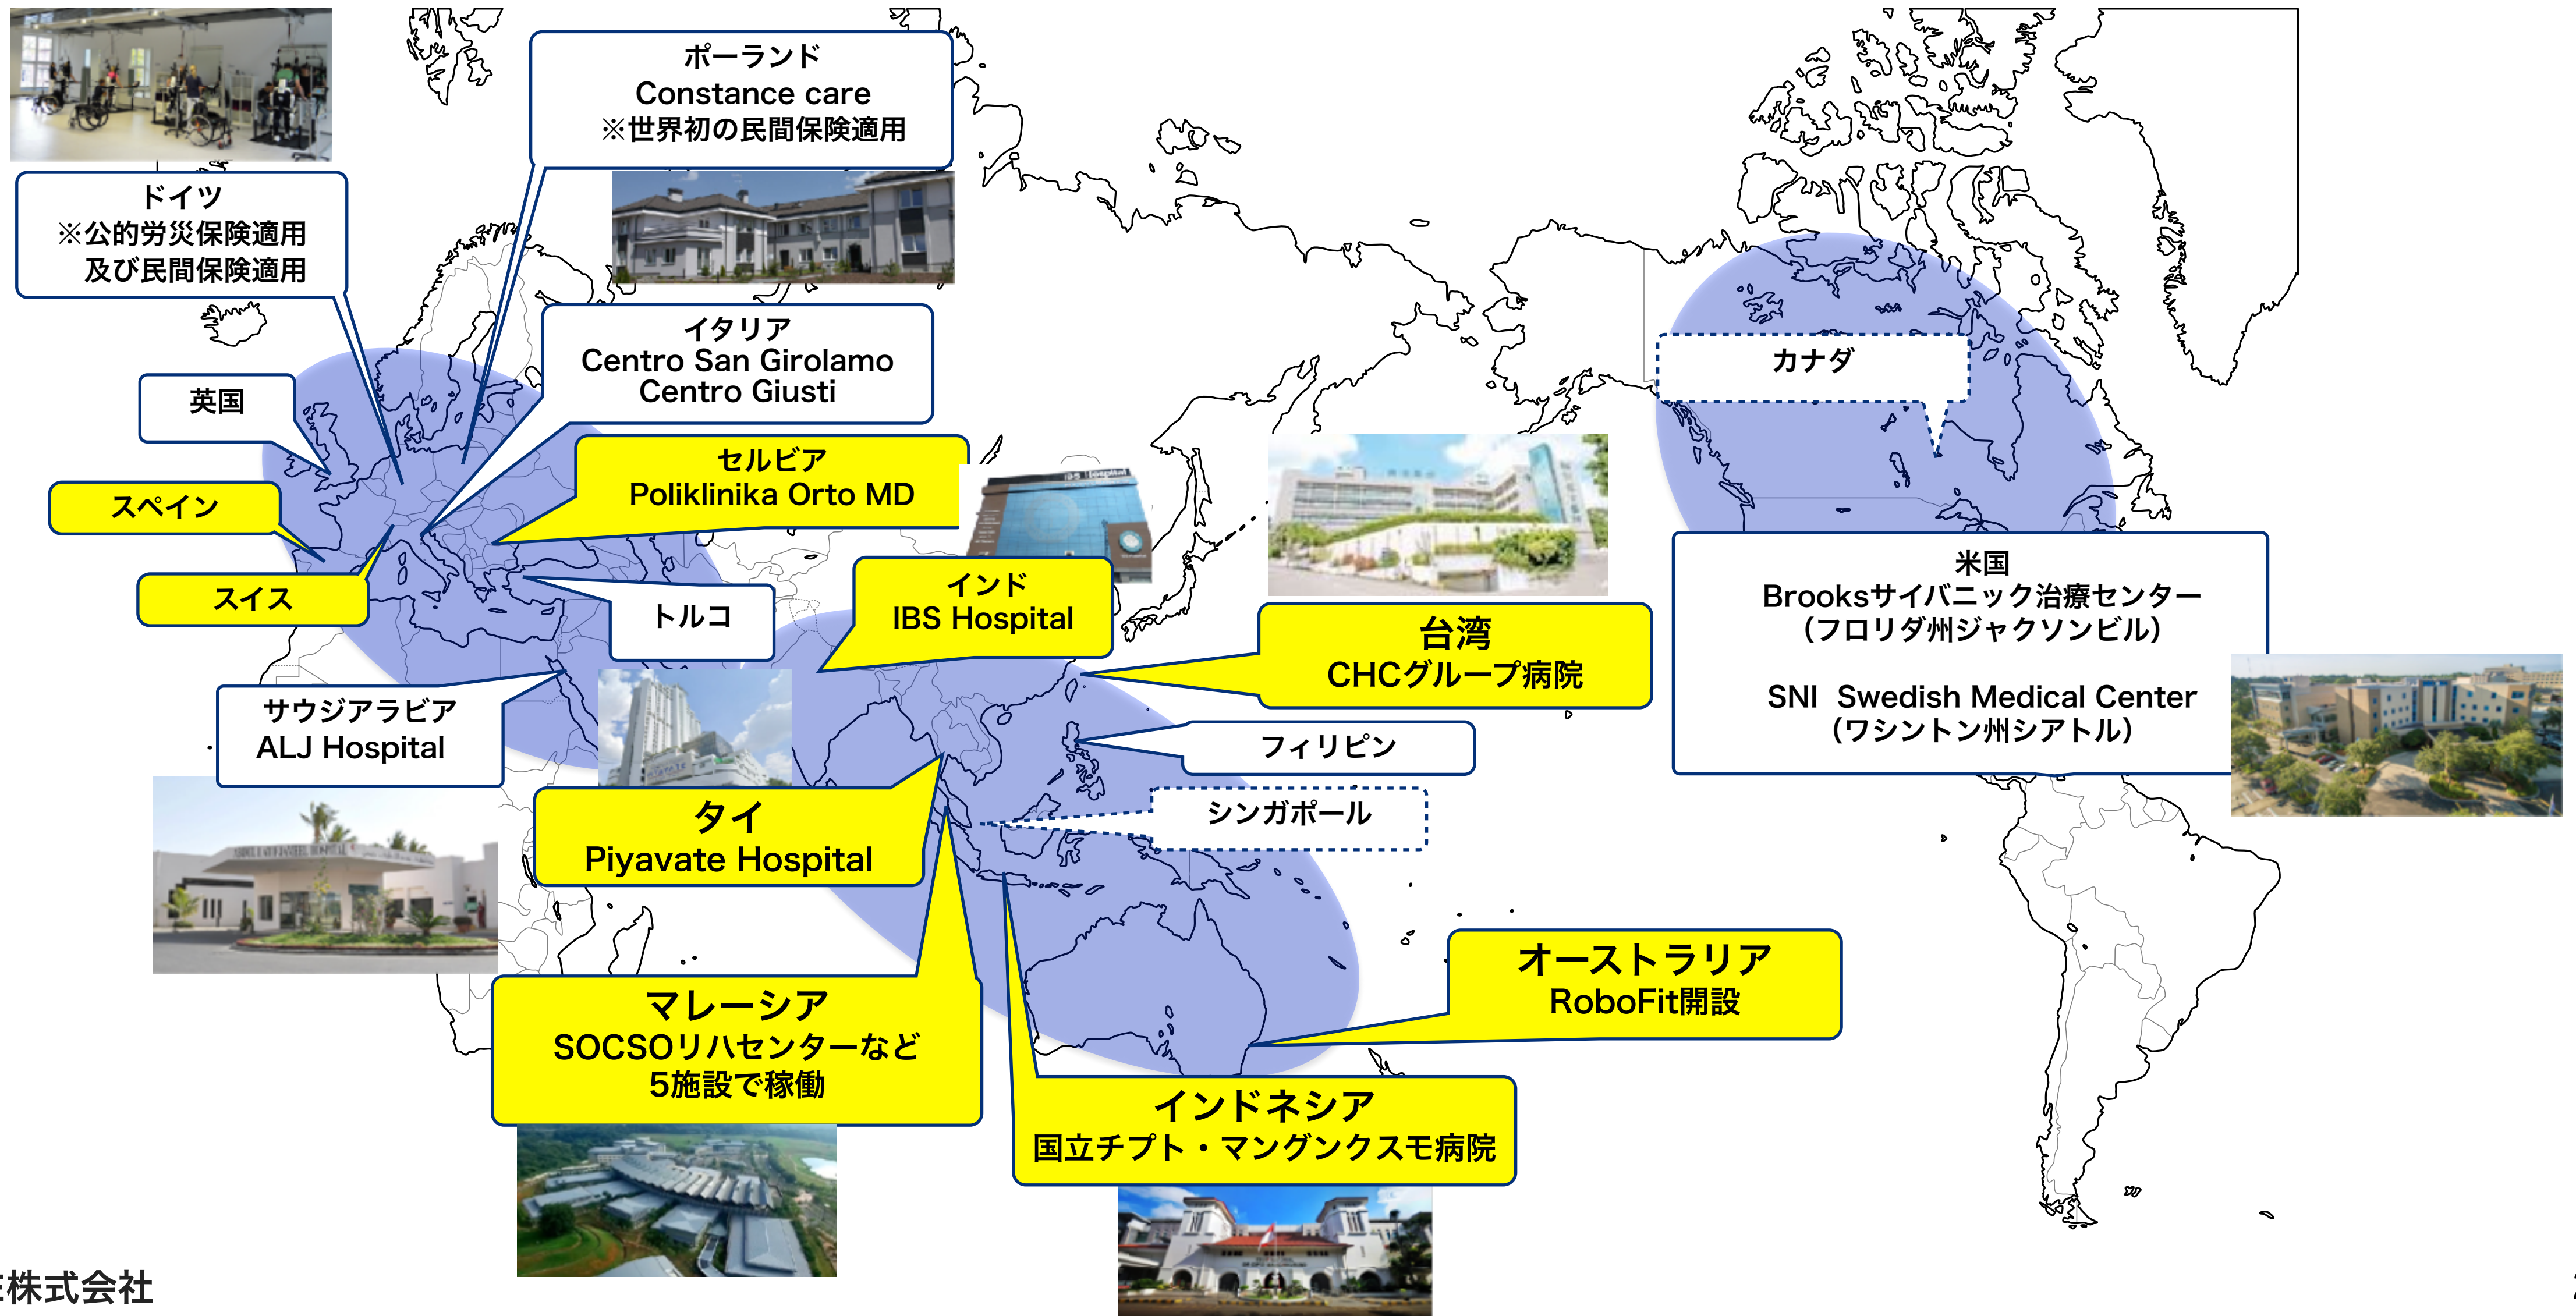 ポーランド
Constance care
※世界初の民間保険適用
ドイツ
※公的労災保険適用
及び民間保険適用
イタリア
Centro San Girolamo
Centro Giusti
英国
カナダ
セルビア
Poliklinika Orto MD
スペイン
スイス
トルコ
インド
IBS Hospital
台湾
CHCグループ病院
米国
Brooksサイバニック治療センター
（フロリダ州ジャクソンビル）
SNI Swedish Medical Center
（ワシントン州シアトル）
サウジアラビア
ALJ Hospital
フィリピン
シンガポール
タイ
Piyavate Hospital
オーストラリア
RoboFit開設
マレーシア
SOCSOリハセンターなど
5施設で稼働
インドネシア
国立チプト・マングンクスモ病院
株式会社